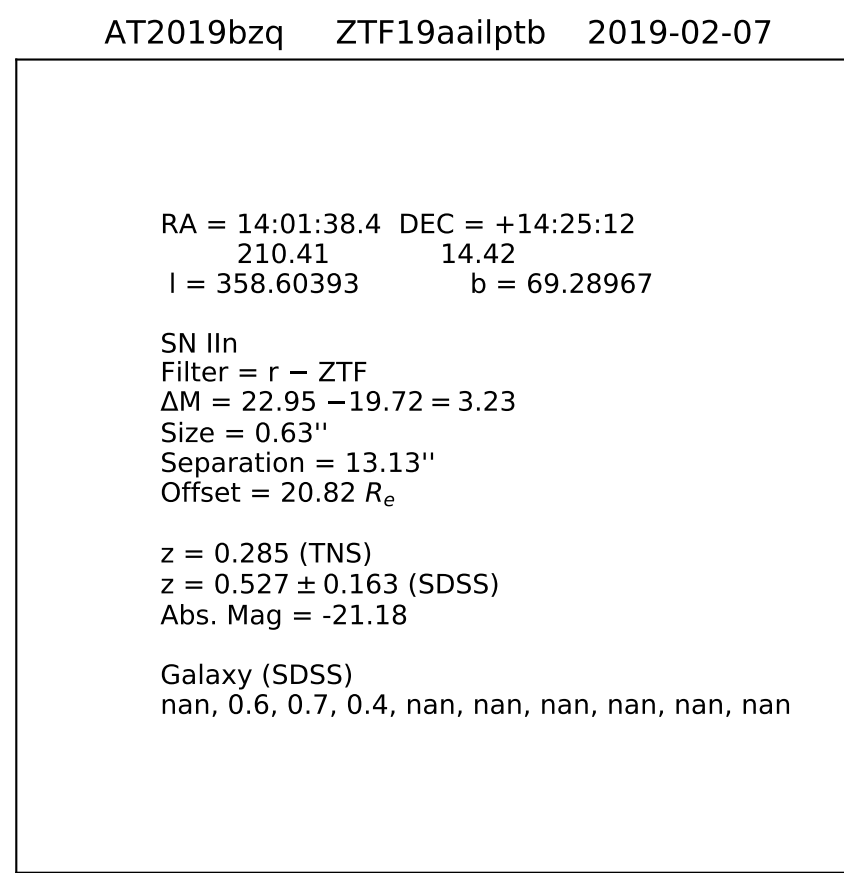 AT2019bzq ZTF19aailptb 2019-02-07
RA = 14:01:38.4 DEC = +14:25:12
210.41 14.42
l = 358.60393 b = 69.28967
SN IIn
Filter = r − ZTF
ΔM = 22.95 −19.72 = 3.23
Size = 0.63''
Separation = 13.13''
Offset = 20.82 Rₑ
z = 0.285 (TNS)
z = 0.527 ± 0.163 (SDSS)
Abs. Mag = -21.18
Galaxy (SDSS)
nan, 0.6, 0.7, 0.4, nan, nan, nan, nan, nan, nan